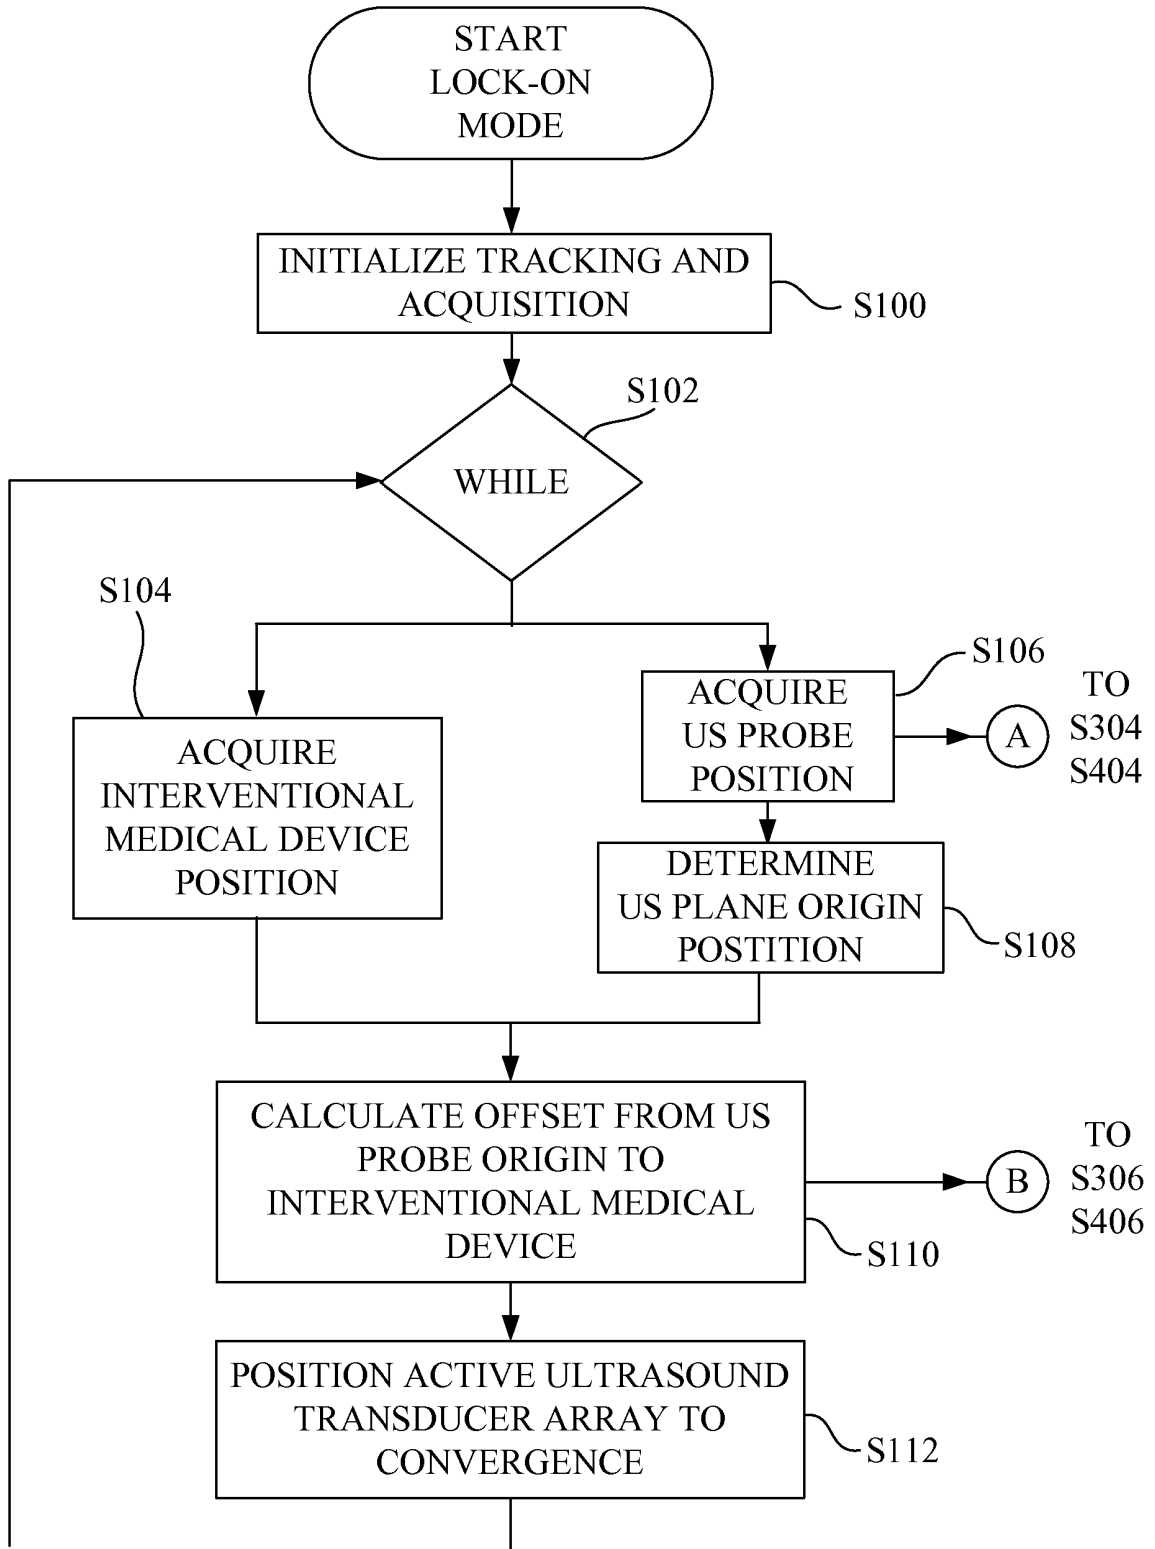 START
LOCK-ON
MODE
INITIALIZE TRACKING AND
ACQUISITION
S100
S102
WHILE
S104
ACQUIRE
INTERVENTIONAL
MEDICAL DEVICE
POSITION
S106
ACQUIRE
US PROBE
POSITION
A
TO
S304
S404
DETERMINE
US PLANE ORIGIN
POSTITION
S108
CALCULATE OFFSET FROM US
PROBE ORIGIN TO
INTERVENTIONAL MEDICAL
DEVICE
S110
B
TO
S306
S406
POSITION ACTIVE ULTRASOUND
TRANSDUCER ARRAY TO
CONVERGENCE
S112